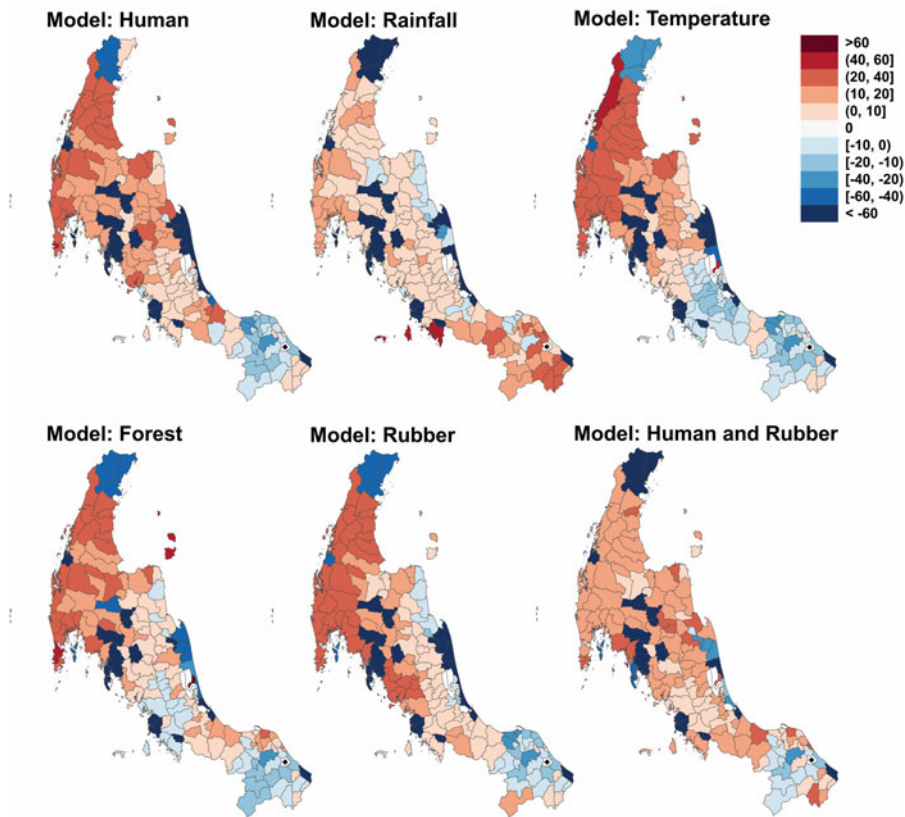 Model: Human
Model: Rainfall
Model: Temperature
>60
(40, 60]
(20, 40]
(10, 20]
(0, 10]
0
[-10, 0)
[-20, -10)
[-40, -20)
[-60, -40)
< -60
Model: Forest
Model: Rubber
Model: Human and Rubber